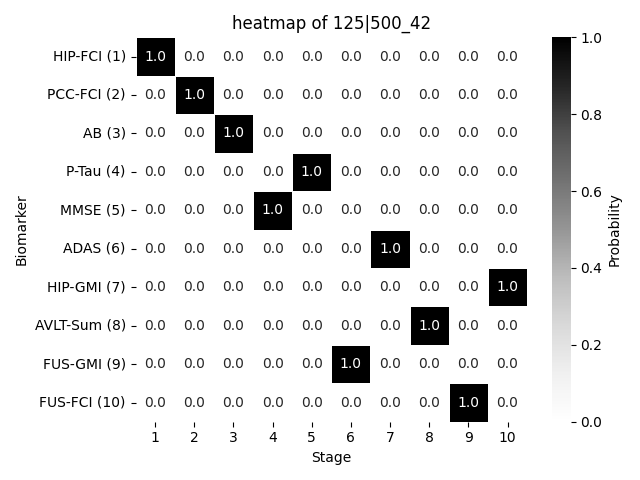 heatmap of 125|500_42
Biomarker
HIP-FCI (1) 1.0 0.0 0.0 0.0 0.0 0.0 0.0 0.0 0.0 0.0
PCC-FCI (2) 0.0 1.0 0.0 0.0 0.0 0.0 0.0 0.0 0.0 0.0
AB (3) 0.0 0.0 1.0 0.0 0.0 0.0 0.0 0.0 0.0 0.0
P-Tau (4) 0.0 0.0 0.0 0.0 1.0 0.0 0.0 0.0 0.0 0.0
MMSE (5) 0.0 0.0 0.0 1.0 0.0 0.0 0.0 0.0 0.0 0.0
ADAS (6) 0.0 0.0 0.0 0.0 0.0 0.0 1.0 0.0 0.0 0.0
HIP-GMI (7) 0.0 0.0 0.0 0.0 0.0 0.0 0.0 0.0 0.0 1.0
AVLT-Sum (8) 0.0 0.0 0.0 0.0 0.0 0.0 0.0 1.0 0.0 0.0
FUS-GMI (9) 0.0 0.0 0.0 0.0 0.0 1.0 0.0 0.0 0.0 0.0
FUS-FCI (10) 0.0 0.0 0.0 0.0 0.0 0.0 0.0 0.0 1.0 0.0
1 2 3 4 5 6 7 8 9 10
Stage
1.0
0.8
0.6
0.4
0.2
0.0
Probability